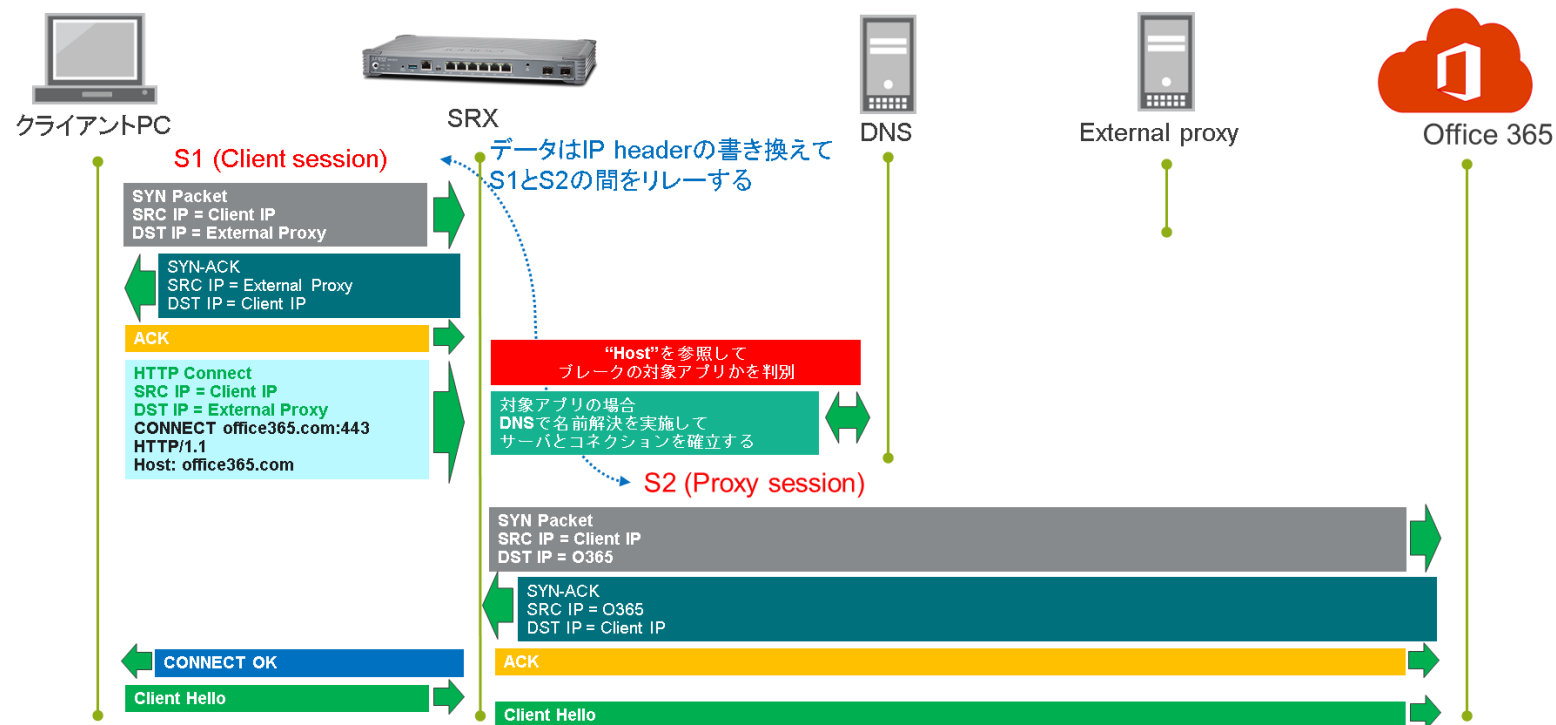 クライアントPC
SRX
DNS
External proxy
Office 365
S1 (Client session)
データはIP headerの書き換えて
S1とS2の間をリレーする
SYN Packet
SRC IP = Client IP
DST IP = External Proxy
SYN-ACK
SRC IP = External Proxy
DST IP = Client IP
ACK
HTTP Connect
SRC IP = Client IP
DST IP = External Proxy
CONNECT office365.com:443
HTTP/1.1
Host: office365.com
“Host”を参照して
ブレークの対象アプリかを判別
対象アプリの場合
DNSで名前解決を実施して
サーバとコネクションを確立する
S2 (Proxy session)
SYN Packet
SRC IP = Client IP
DST IP = O365
SYN-ACK
SRC IP = O365
DST IP = Client IP
CONNECT OK
ACK
Client Hello
Client Hello